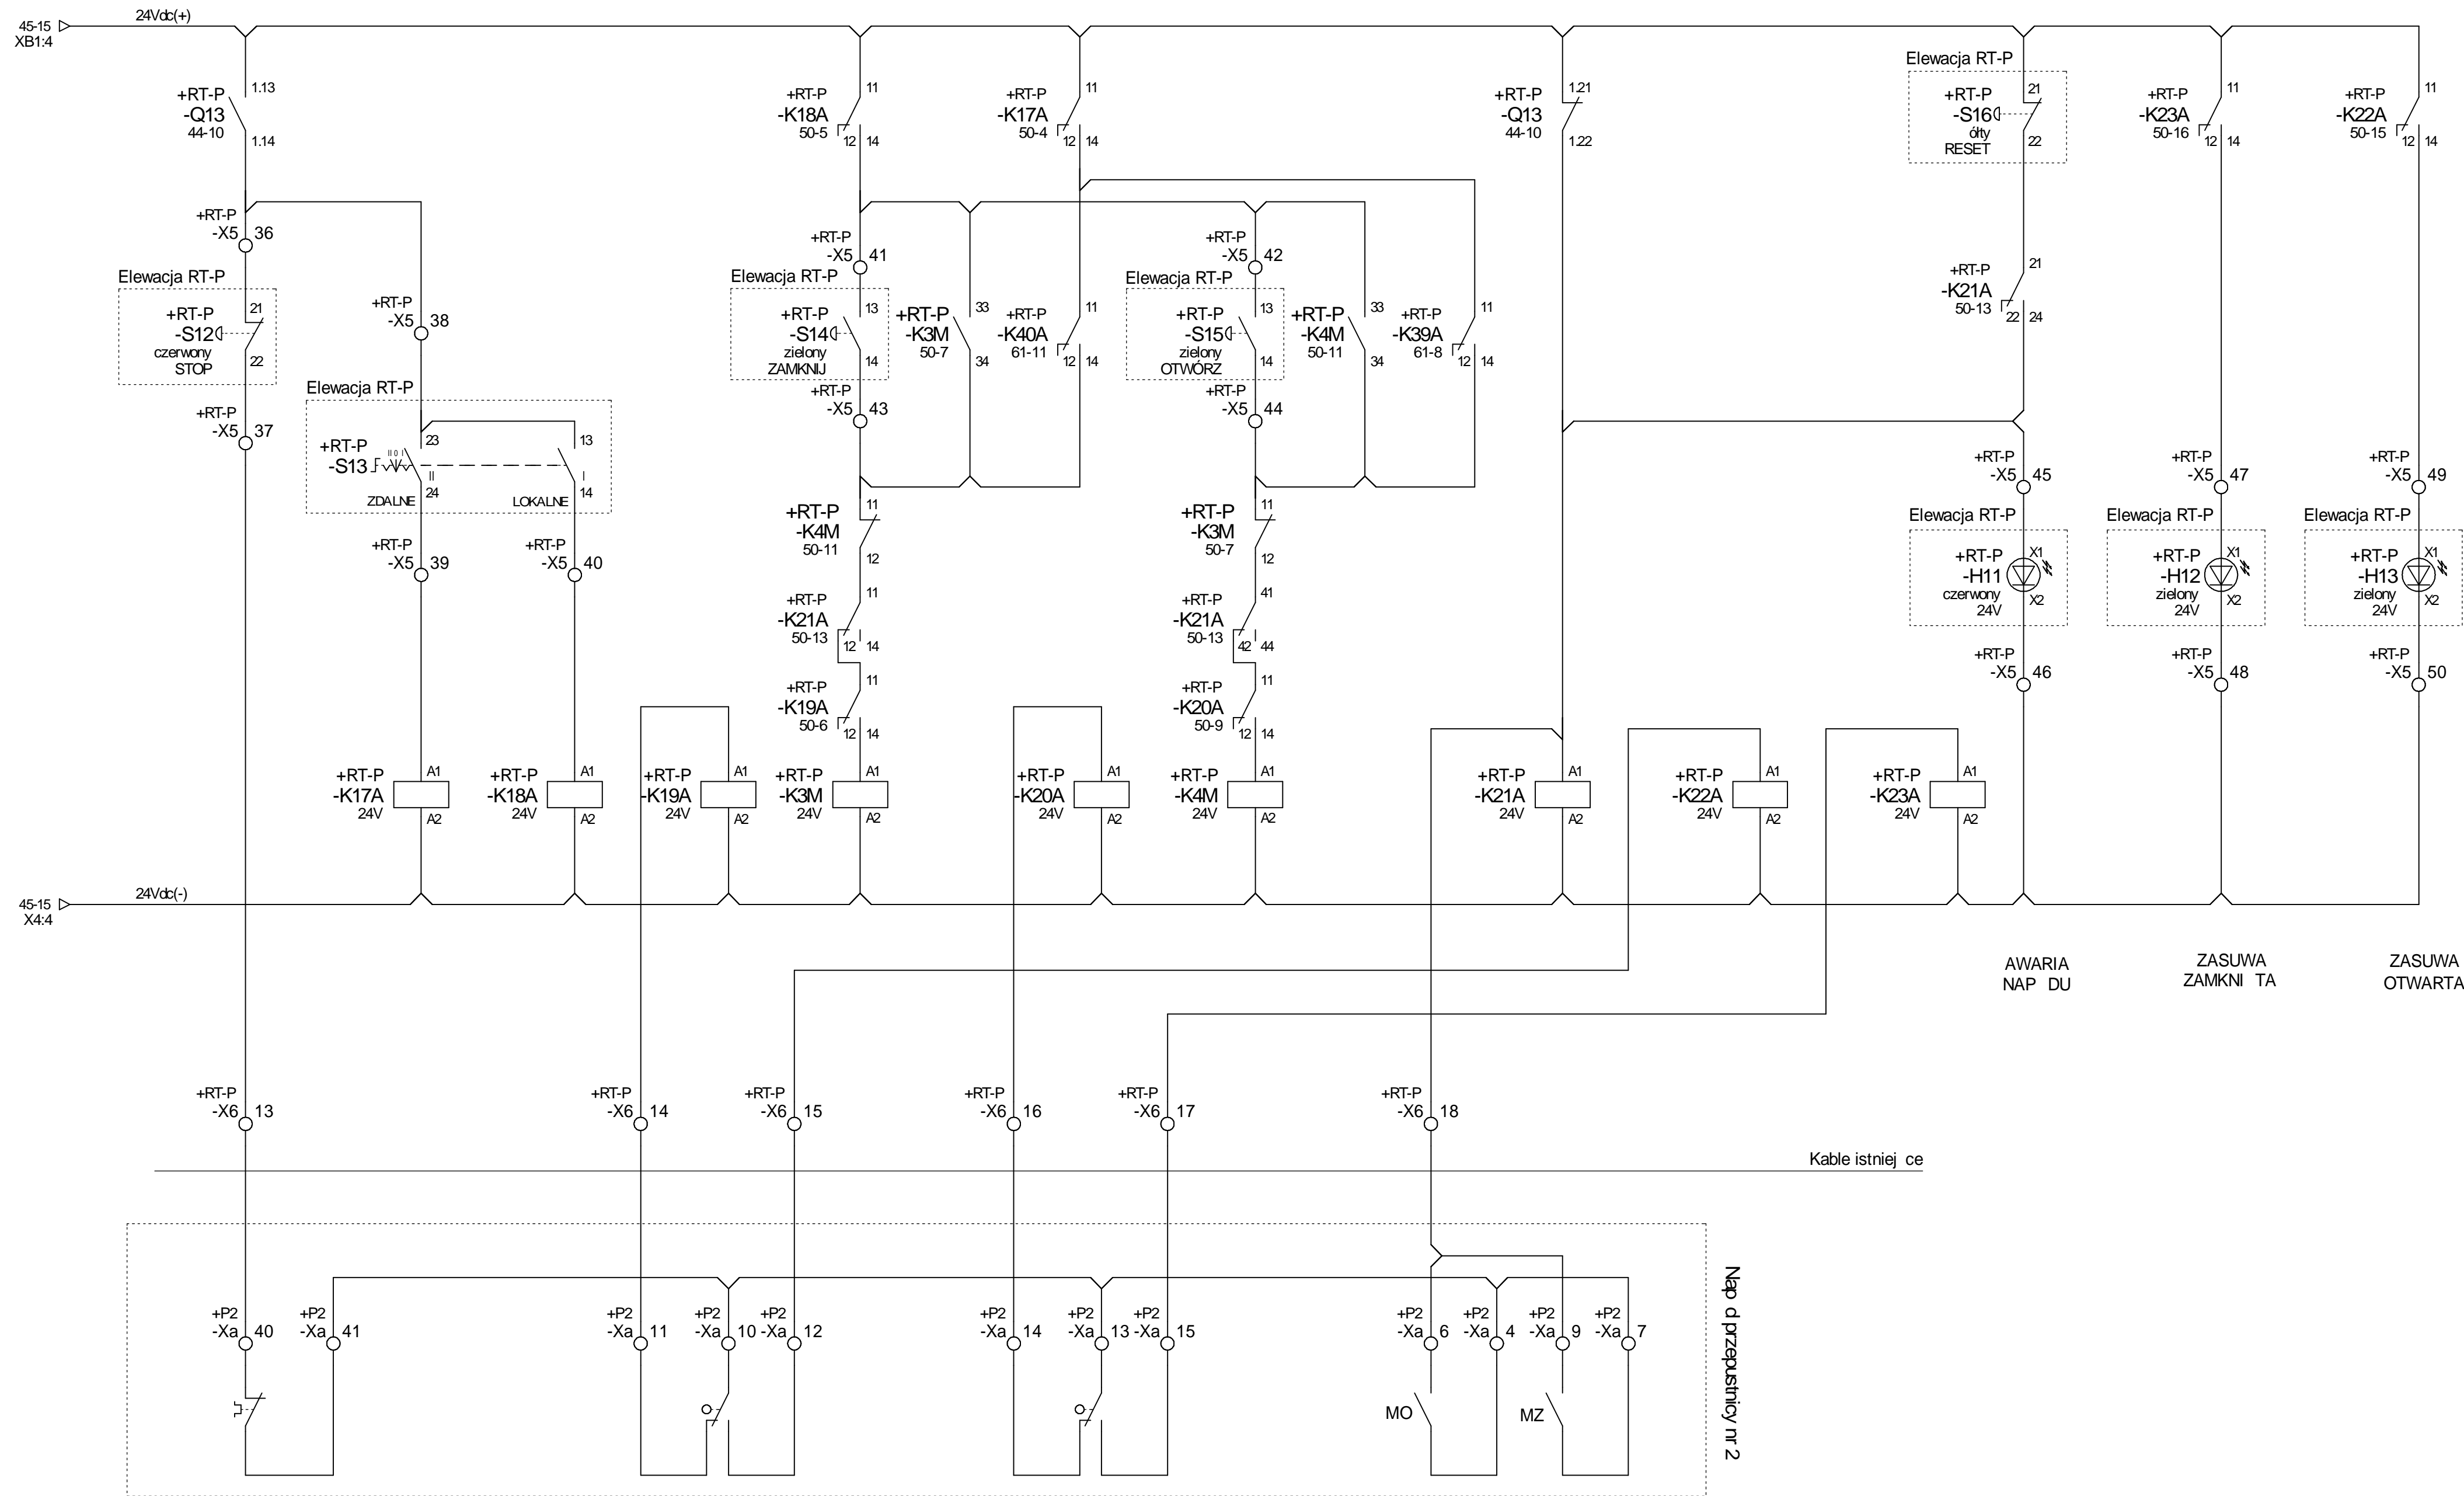 45-15
XB1:4
24Vdc(+)
+RT-P
-Q13
44-10
1.13
1.14
+RT-P
-K18A
50-5
11
12 14
+RT-P
-K17A
50-4
11
12 14
+RT-P
-Q13
44-10
1.21
1.22
Elewacja RT-P
+RT-P
-S16
ółty
RESET
21
22
+RT-P
-K23A
50-16
11
12 14
+RT-P
-K22A
50-15
11
12 14
+RT-P
-X5 36
Elewacja RT-P
+RT-P
-S12
czerwony
STOP
21
22
+RT-P
-X5 37
+RT-P
-X5 38
Elewacja RT-P
+RT-P
-S13
II 0 I
23
II
24
ZDALNE
13
I
14
LOKALNE
+RT-P
-X5 39
+RT-P
-X5 40
+RT-P
-X5 41
Elewacja RT-P
+RT-P
-S14
zielony
ZAMKNIJ
13
14
+RT-P
-K3M
50-7
33
34
+RT-P
-K40A
61-11
11
12 14
+RT-P
-X5 43
+RT-P
-X5 42
Elewacja RT-P
+RT-P
-S15
zielony
OTWÓRZ
13
14
+RT-P
-K4M
50-11
33
34
+RT-P
-K39A
61-8
11
12 14
+RT-P
-X5 44
+RT-P
-K21A
50-13
21
22 24
+RT-P
-K4M
50-11
11
12
+RT-P
-K21A
50-13
11
12 14
+RT-P
-K19A
50-6
11
12 14
+RT-P
-K3M
50-7
11
12
+RT-P
-K21A
50-13
41
42 44
+RT-P
-K20A
50-9
11
12 14
+RT-P
-X5 45
Elewacja RT-P
+RT-P
-H11
czerwony
24V
X1
X2
+RT-P
-X5 46
+RT-P
-X5 47
Elewacja RT-P
+RT-P
-H12
zielony
24V
X1
X2
+RT-P
-X5 48
+RT-P
-X5 49
Elewacja RT-P
+RT-P
-H13
zielony
24V
X1
X2
+RT-P
-X5 50
+RT-P
-K17A
24V
A1
A2
+RT-P
-K18A
24V
A1
A2
+RT-P
-K19A
24V
A1
A2
+RT-P
-K3M
24V
A1
A2
+RT-P
-K20A
24V
A1
A2
+RT-P
-K4M
24V
A1
A2
+RT-P
-K21A
24V
A1
A2
+RT-P
-K22A
24V
A1
A2
+RT-P
-K23A
24V
A1
A2
45-15
X4:4
24Vdc(-)
AWARIA
NAP DU
ZASUWA
ZAMKNI TA
ZASUWA
OTWARTA
+RT-P
-X6 13
+RT-P
-X6 14
+RT-P
-X6 15
+RT-P
-X6 16
+RT-P
-X6 17
+RT-P
-X6 18
Kable istniej ce
+P2
-Xa 40
+P2
-Xa 41
+P2
-Xa 11
+P2
-Xa 10
+P2
-Xa 12
+P2
-Xa 14
+P2
-Xa 13
+P2
-Xa 15
+P2
-Xa 6
+P2
-Xa 4
+P2
-Xa 9
+P2
-Xa 7
MO
MZ
Nap d przepustnicy nr 2